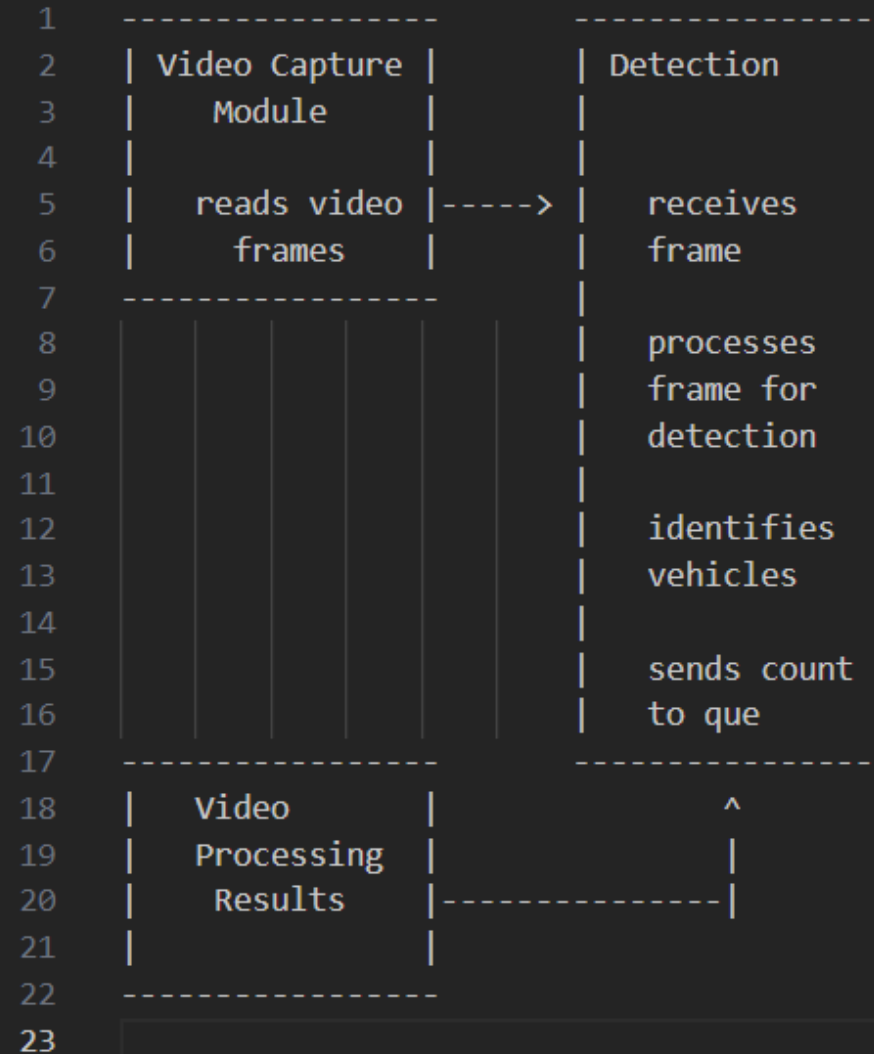 1      -----------------       ----------------
2      | Video Capture |       | Detection
3      |    Module     |       |
4      |               |       |
5      |   reads video |-----> |   receives
6      |     frames    |       |   frame
7      -----------------       |
8                              |   processes
9                              |   frame for
10                             |   detection
11                             |
12                             |   identifies
13                             |   vehicles
14                             |
15                             |   sends count
16                             |   to que
17     -----------------       ----------------
18     |   Video       |               ^
19     |   Processing  |               |
20     |    Results    |---------------|
21     |               |
22     -----------------
23